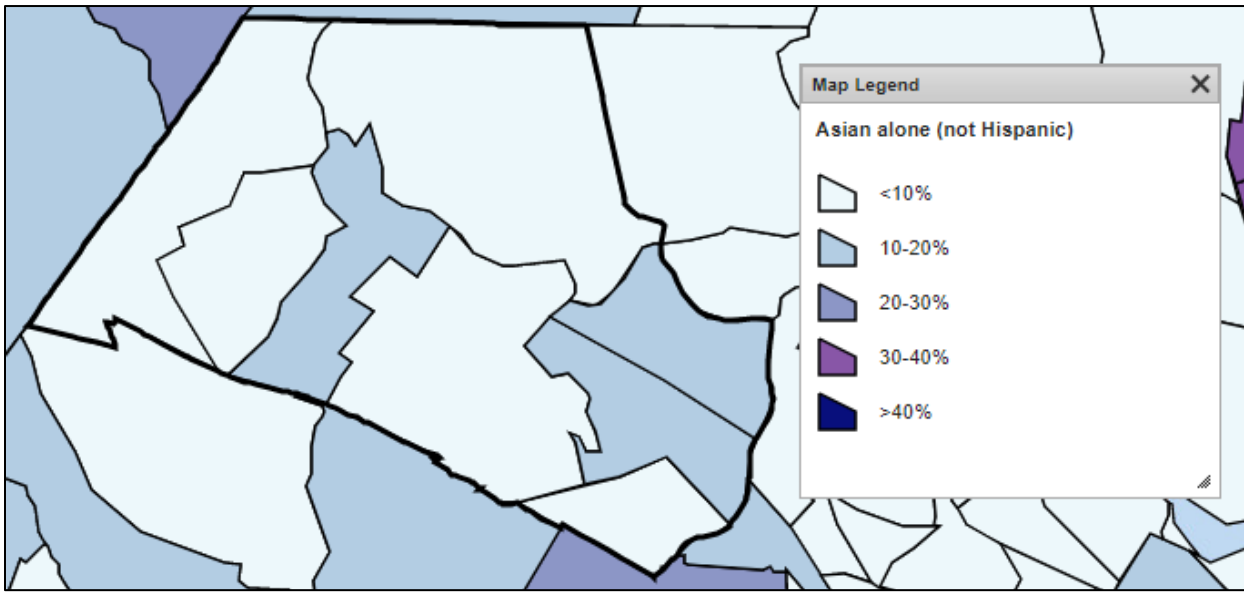 Map Legend
Asian alone (not Hispanic)
<10%
10-20%
20-30%
30-40%
>40%